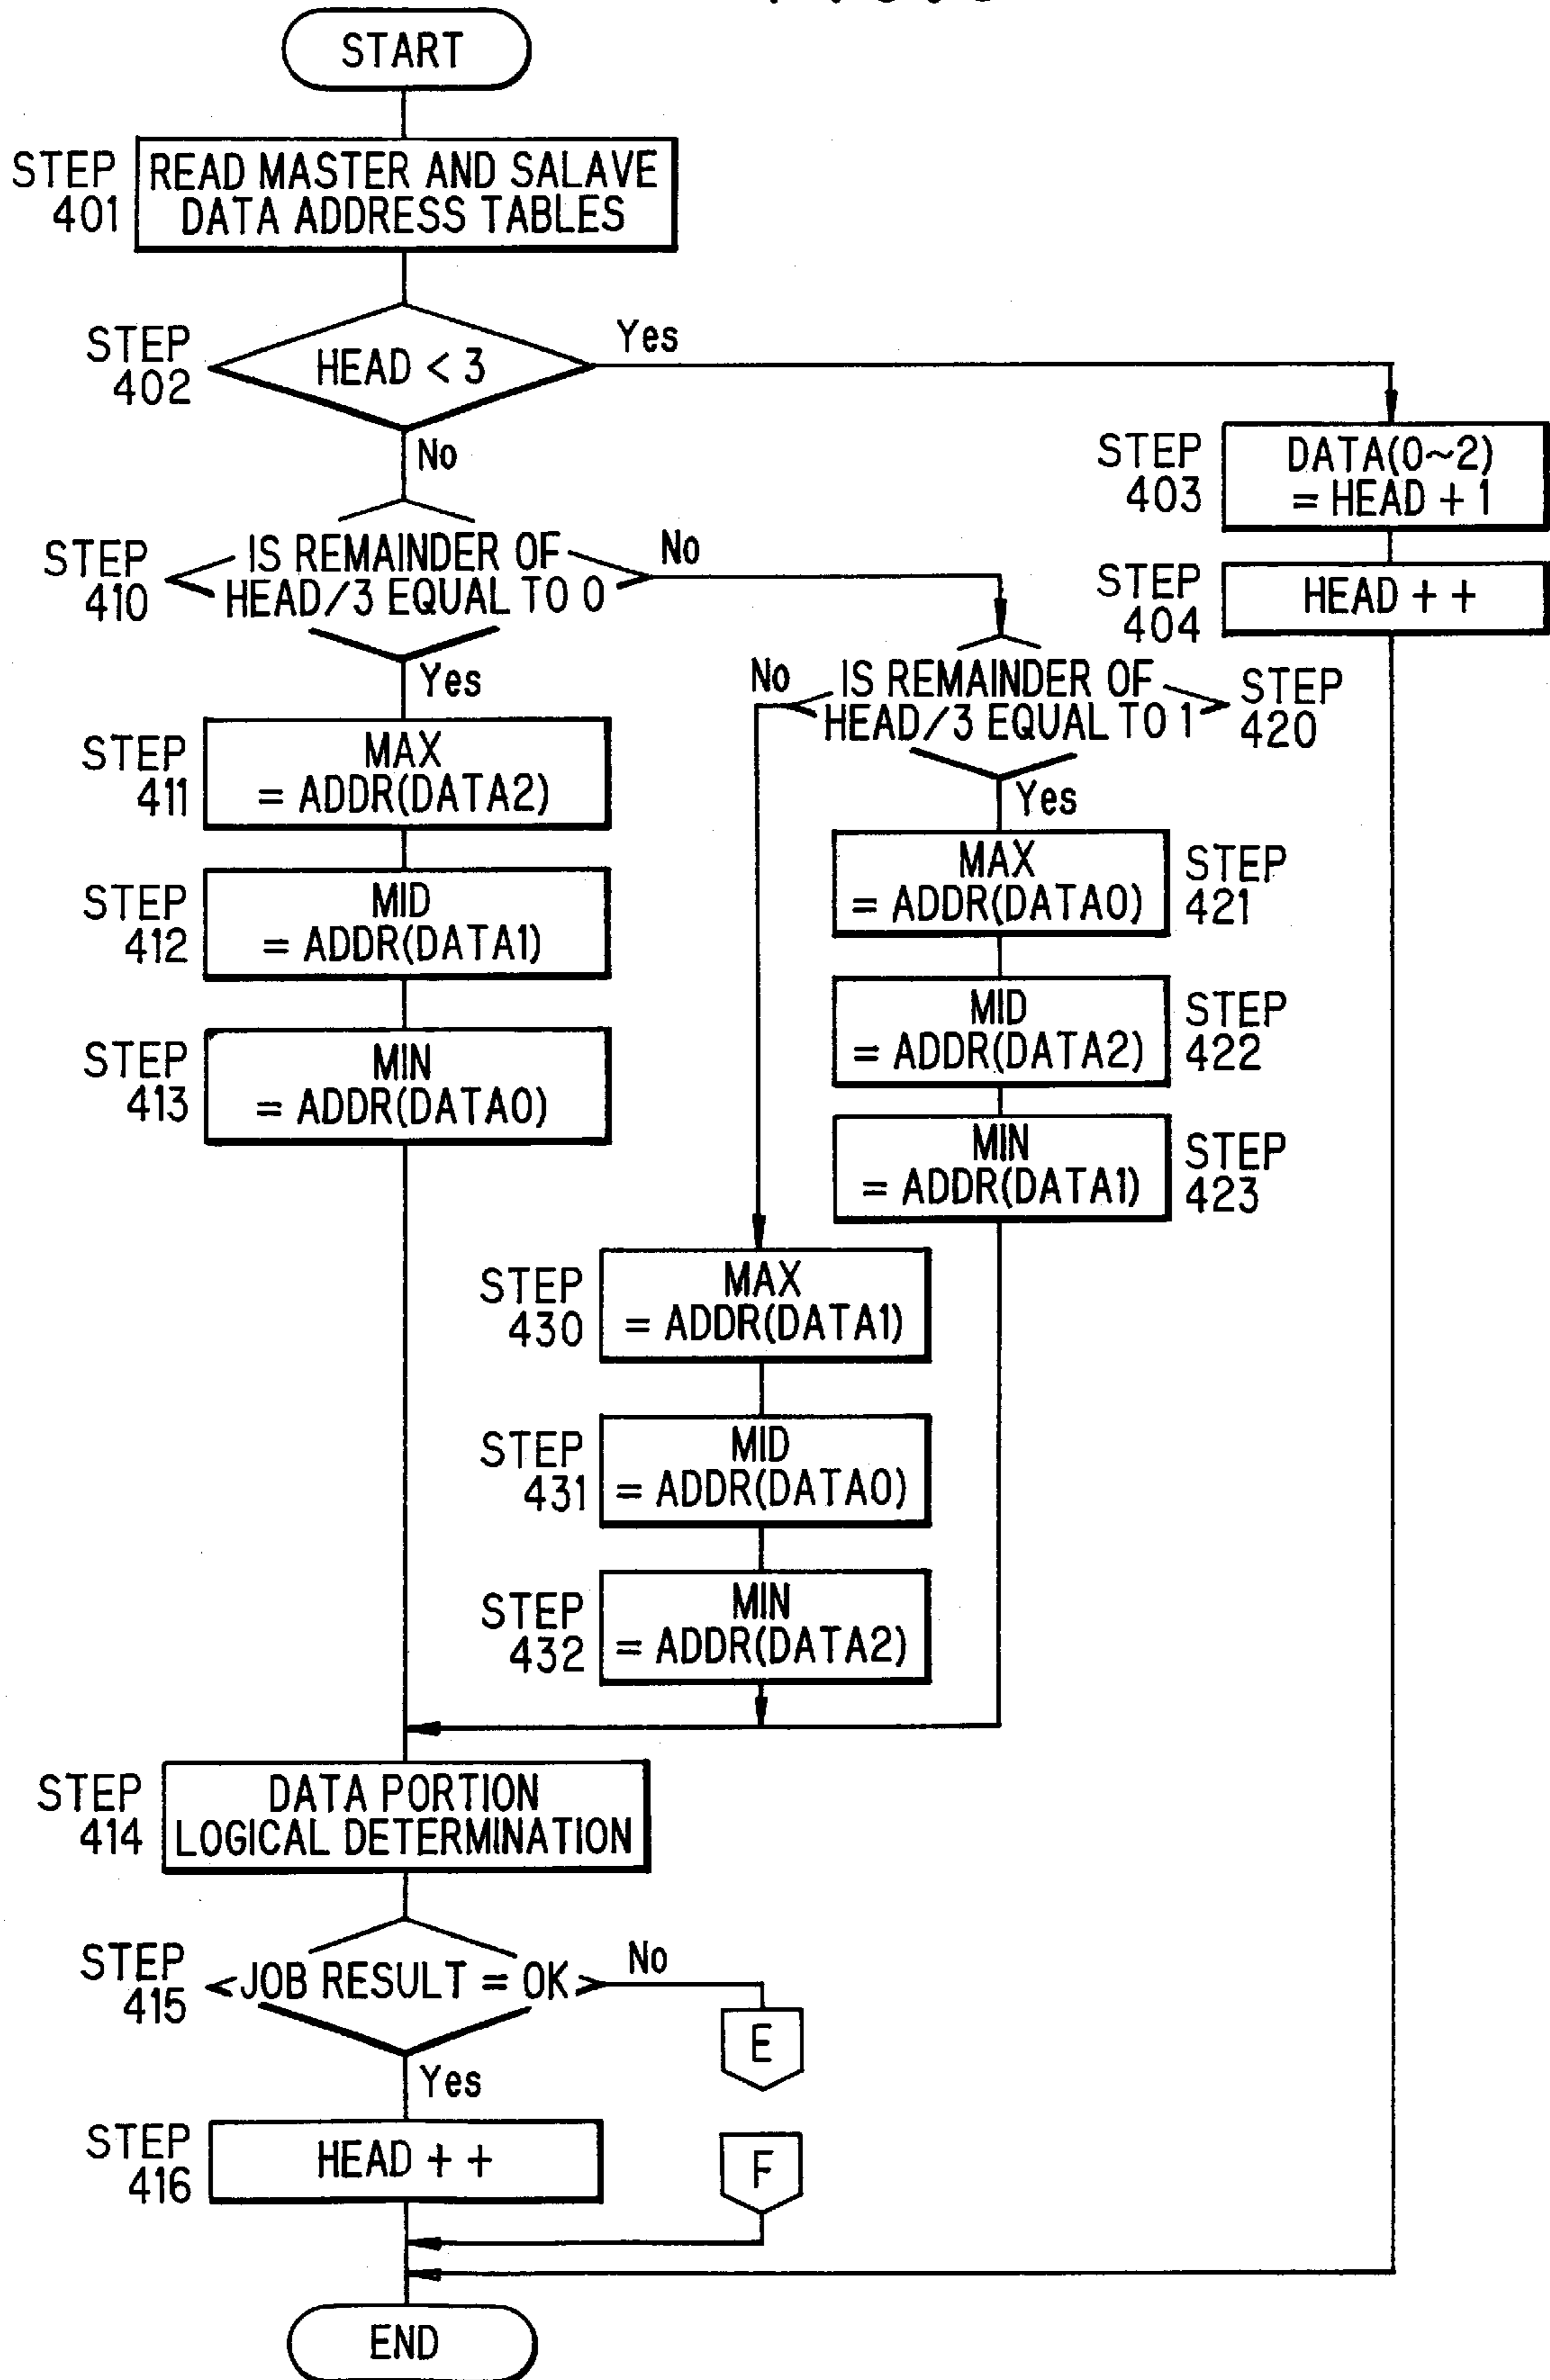 START
STEP
401
READ MASTER AND SALAVE
DATA ADDRESS TABLES
STEP
402
HEAD < 3
Yes
No
STEP
403
DATA(0~2)
= HEAD + 1
STEP
404
HEAD + +
STEP
410
IS REMAINDER OF
HEAD/3 EQUAL TO 0
No
Yes
STEP
411
MAX
= ADDR(DATA2)
STEP
412
MID
= ADDR(DATA1)
STEP
413
MIN
= ADDR(DATA0)
No
IS REMAINDER OF
HEAD/3 EQUAL TO 1
STEP
420
Yes
MAX
= ADDR(DATA0)
STEP
421
MID
= ADDR(DATA2)
STEP
422
MIN
= ADDR(DATA1)
STEP
423
STEP
430
MAX
= ADDR(DATA1)
STEP
431
MID
= ADDR(DATA0)
STEP
432
MIN
= ADDR(DATA2)
STEP
414
DATA PORTION
LOGICAL DETERMINATION
STEP
415
JOB RESULT = OK
No
E
Yes
STEP
416
HEAD + +
F
END